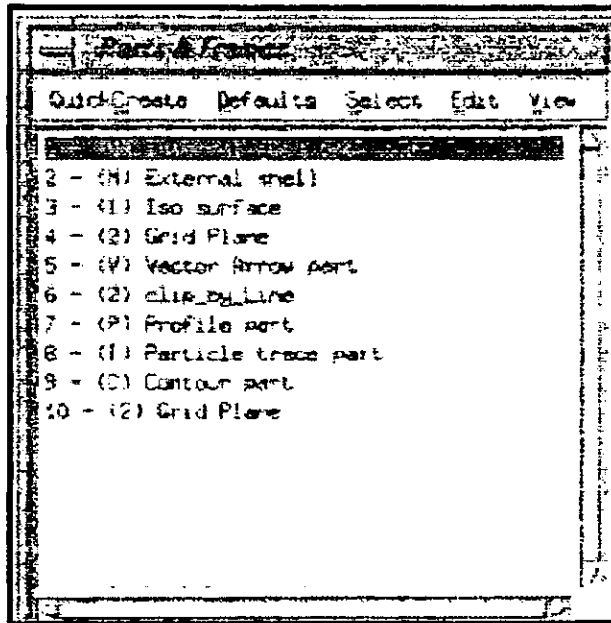 Parts & Frames
QuickCreate Defaults Select Edit View
2 - (M) External shell
3 - (I) Iso surface
4 - (2) Grid Plane
5 - (V) Vector Arrow part
6 - (2) clip_by_line
7 - (P) Profile part
8 - (T) Particle trace part
9 - (C) Contour part
10 - (2) Grid Plane